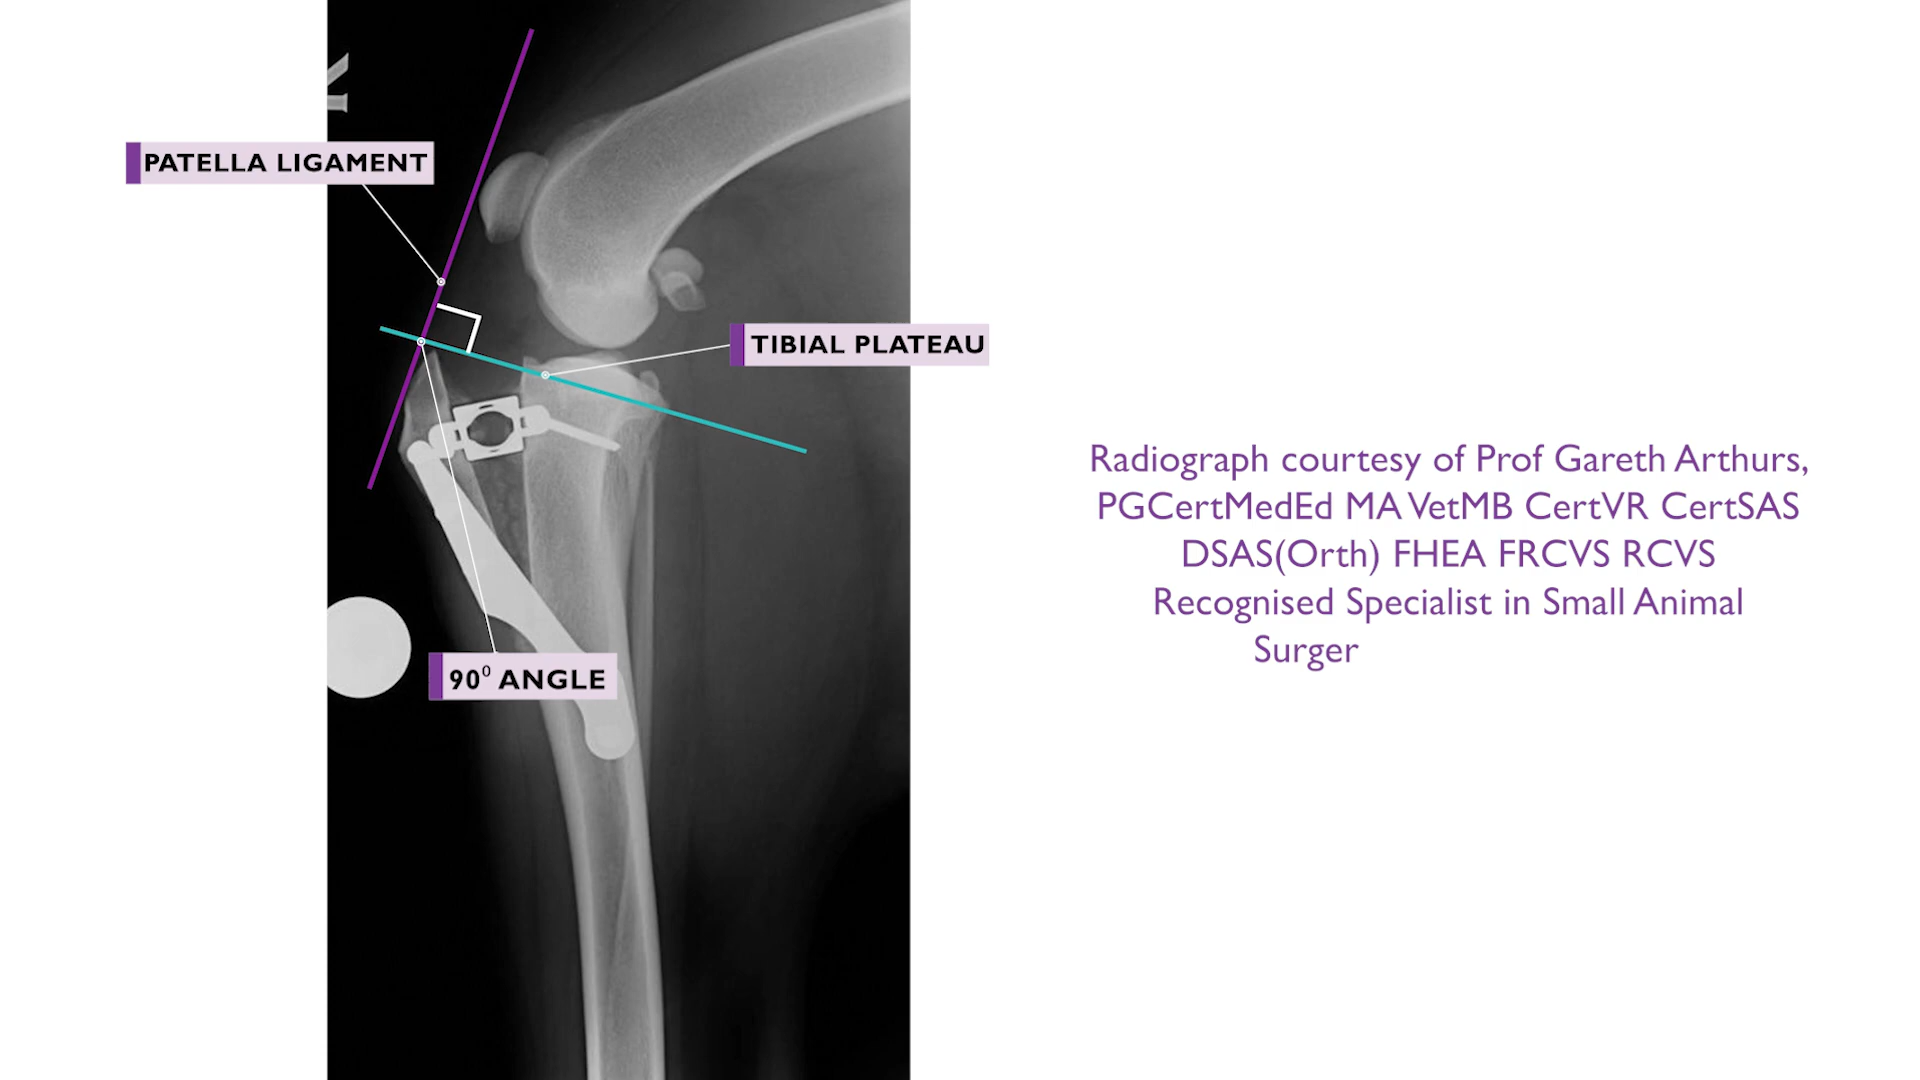 PATELLA LIGAMENT
TIBIAL PLATEAU
90⁰ ANGLE
Radiograph courtesy of Prof Gareth Arthurs,
PGCertMedEd MA VetMB CertVR CertSAS
DSAS(Orth) FHEA FRCVS RCVS
Recognised Specialist in Small Animal
Surger